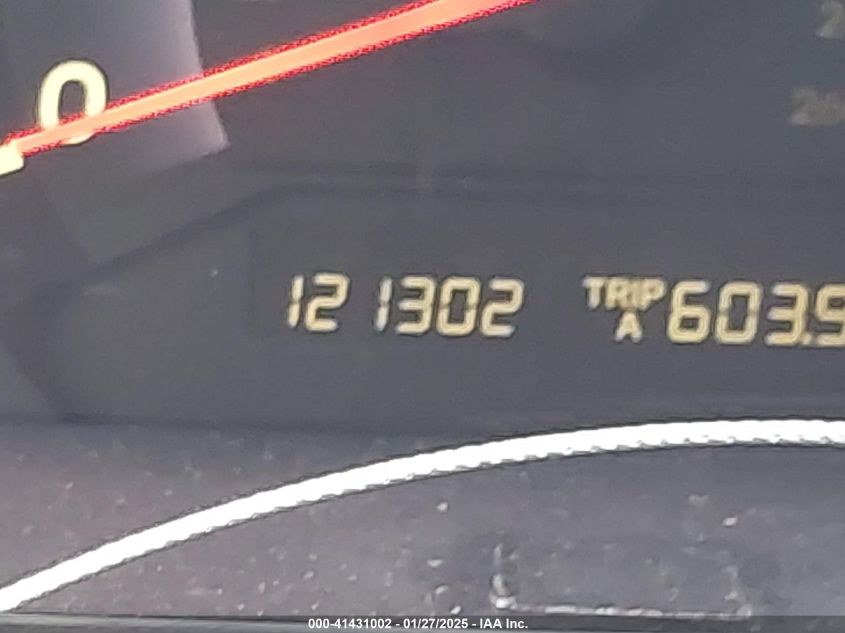 0
121302 TRIP A 603.9
000-41431002 - 01/27/2025 - IAA Inc.